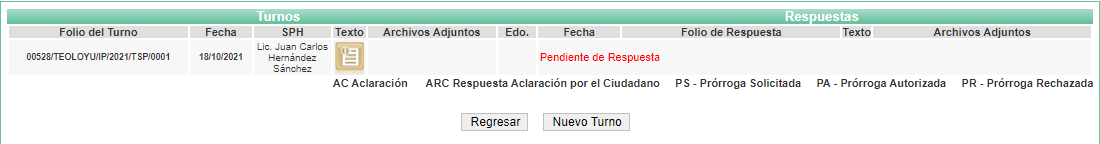 Turnos Respuestas
Folio del Turno Fecha SPH Texto Archivos Adjuntos Edo. Fecha Folio de Respuesta Texto Archivos Adjuntos
00528/TEOLOYU/IP/2021/TSP/0001 18/10/2021 Lic. Juan Carlos Hernández Sánchez Pendiente de Respuesta
AC Aclaración ARC Respuesta Aclaración por el Ciudadano PS - Prórroga Solicitada PA - Prórroga Autorizada PR - Prórroga Rechazada
Regresar Nuevo Turno